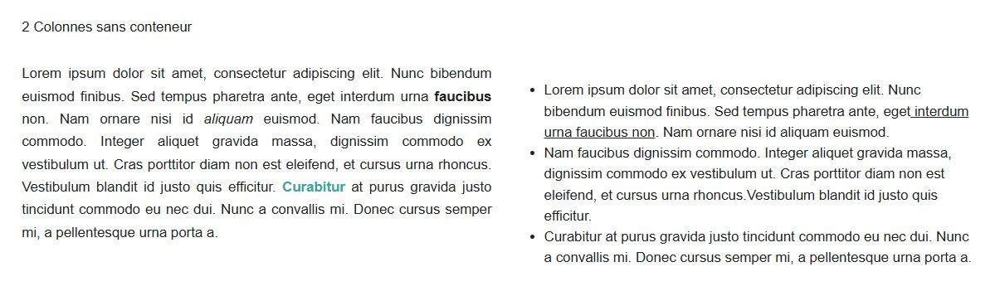 2 Colonnes sans conteneur
Lorem ipsum dolor sit amet, consectetur adipiscing elit. Nunc bibendum
euismod finibus. Sed tempus pharetra ante, eget interdum urna faucibus
non. Nam ornare nisi id aliquam euismod. Nam faucibus dignissim
commodo. Integer aliquet gravida massa, dignissim commodo ex
vestibulum ut. Cras porttitor diam non est eleifend, et cursus urna rhoncus.
Vestibulum blandit id justo quis efficitur. Curabitur at purus gravida justo
tincidunt commodo eu nec dui. Nunc a convallis mi. Donec cursus semper
mi, a pellentesque urna porta a.
• Lorem ipsum dolor sit amet, consectetur adipiscing elit. Nunc
bibendum euismod finibus. Sed tempus pharetra ante, eget interdum
urna faucibus non. Nam ornare nisi id aliquam euismod.
• Nam faucibus dignissim commodo. Integer aliquet gravida massa,
dignissim commodo ex vestibulum ut. Cras porttitor diam non est
eleifend, et cursus urna rhoncus.Vestibulum blandit id justo quis
efficitur.
• Curabitur at purus gravida justo tincidunt commodo eu nec dui. Nunc
a convallis mi. Donec cursus semper mi, a pellentesque urna porta a.